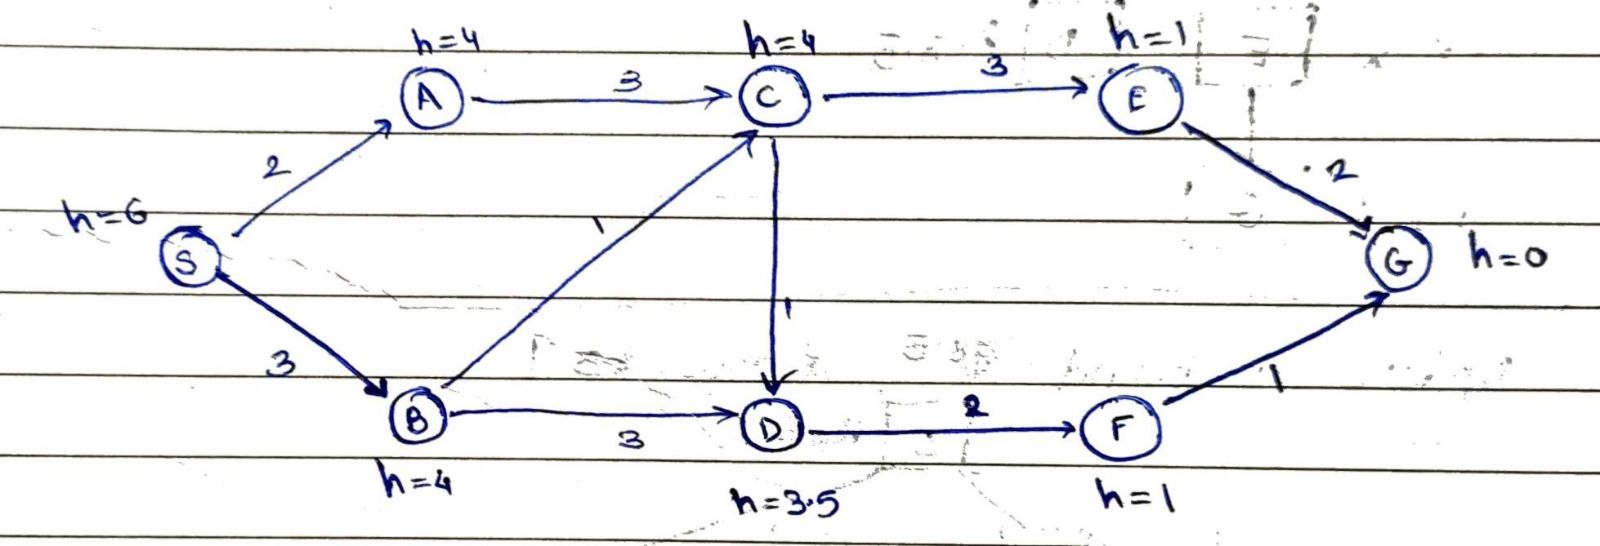 h=4 h=4 h=1
A 3 C 3 E
2 2
h=6
S 1 G h=0
1
3 1
B 3 D 2 F
h=4 h=3.5 h=1